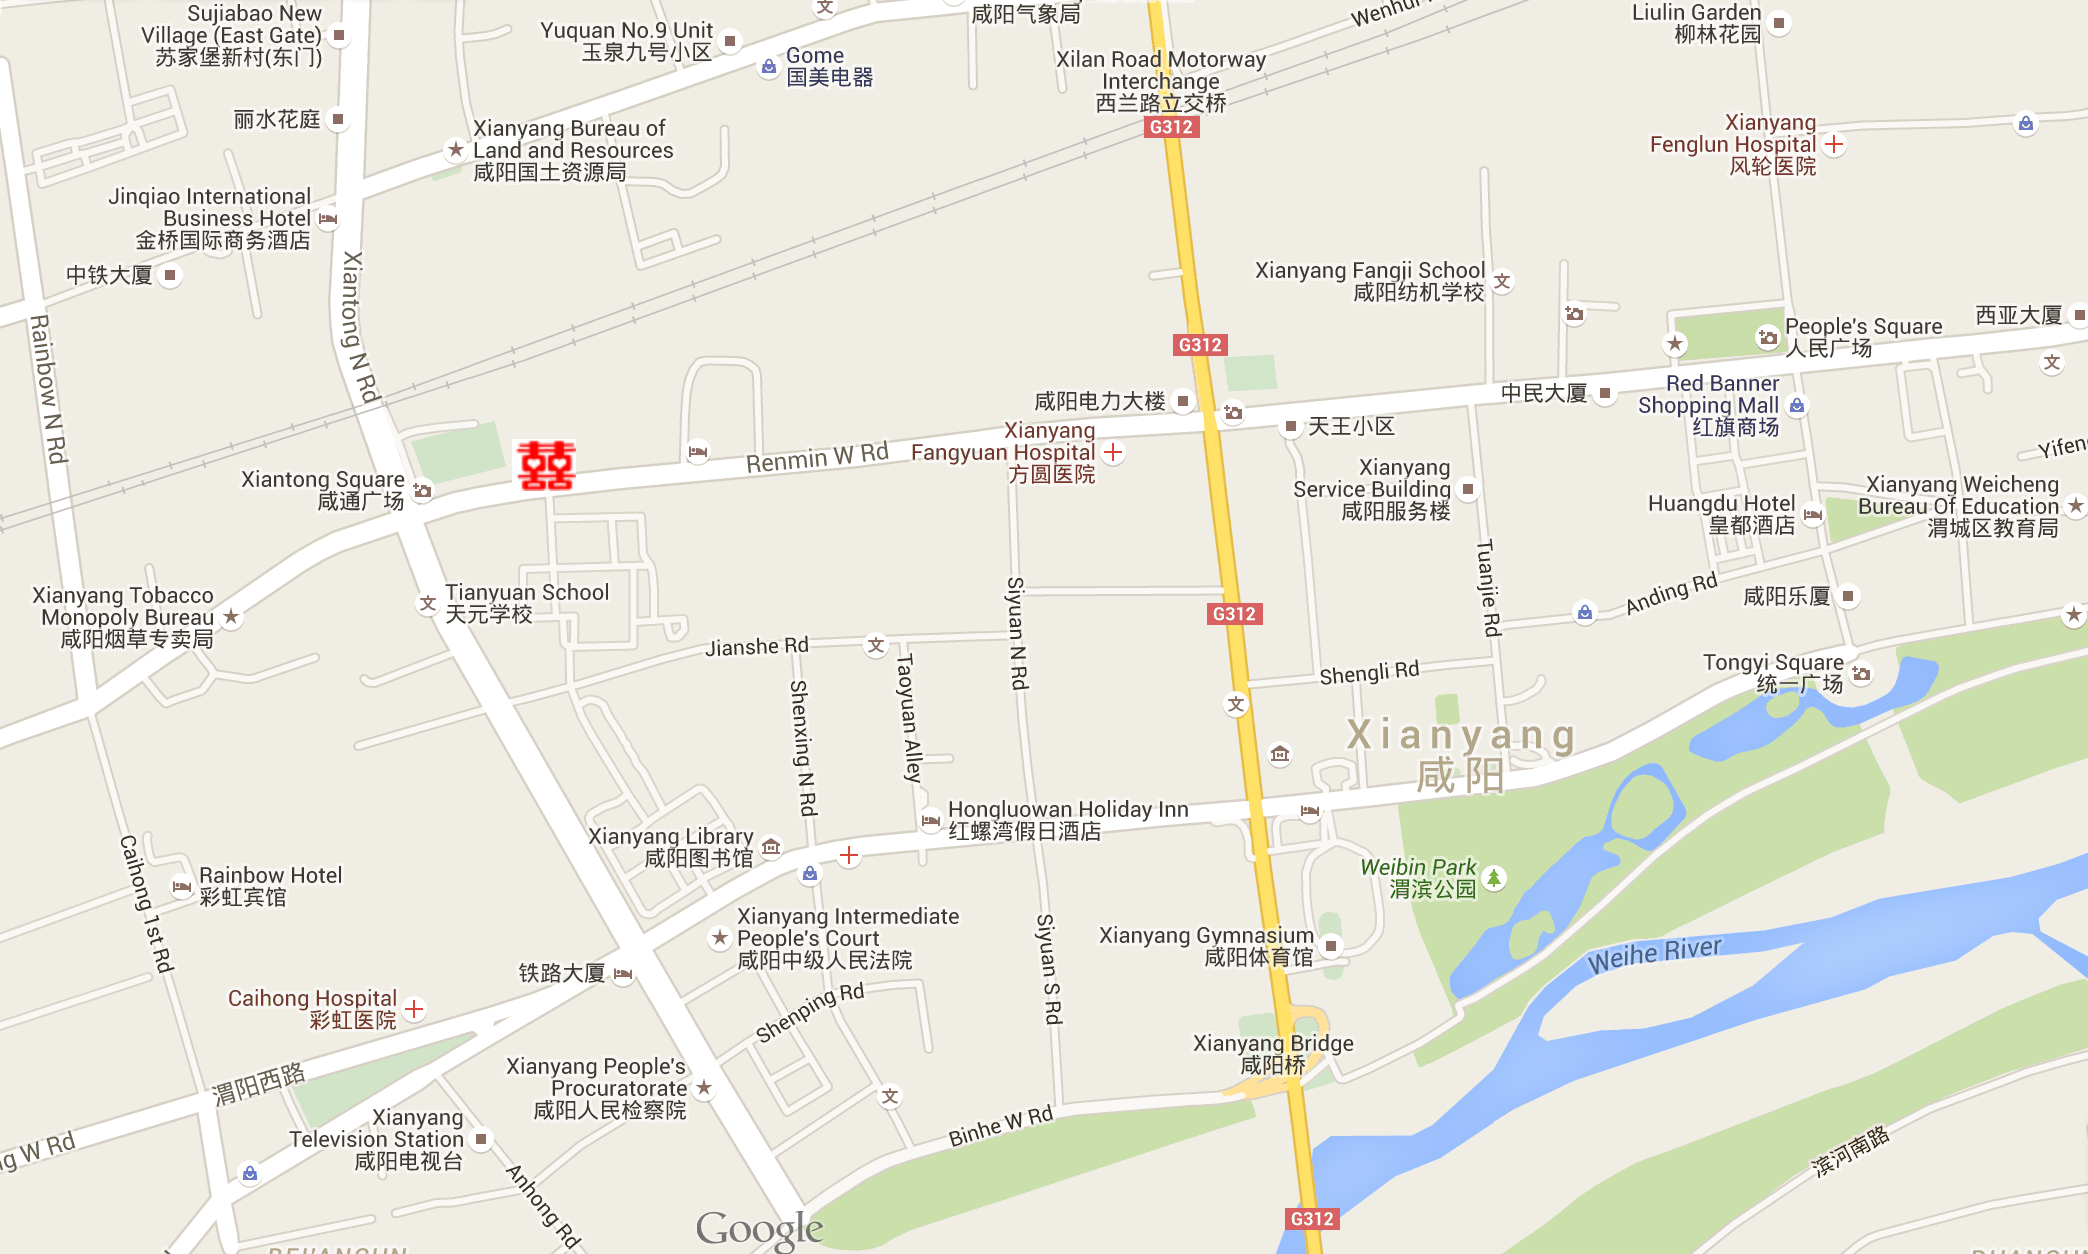 Sujiabao New
Village (East Gate)
苏家堡新村(东门)
Yuquan No.9 Unit
玉泉九号小区
Gome
国美电器
咸阳气象局
Xilan Road Motorway
Interchange
西兰路立交桥
G312
Liulin Garden
柳林花园
丽水花庭
Xianyang Bureau of
Land and Resources
咸阳国土资源局
Xianyang
Fenglun Hospital
风轮医院
Jinqiao International
Business Hotel
金桥国际商务酒店
中铁大厦
Xiantong N Rd
Rainbow N Rd
Xianyang Fangji School
咸阳纺机学校
G312
People's Square
人民广场
西亚大厦
咸阳电力大楼
天王小区
中民大厦
Red Banner
Shopping Mall
红旗商场
囍
Renmin W Rd
Xianyang
Fangyuan Hospital
方圆医院
Xiantong Square
咸通广场
Xianyang
Service Building
咸阳服务楼
Huangdu Hotel
皇都酒店
Xianyang Weicheng
Bureau Of Education
渭城区教育局
Xianyang Tobacco
Monopoly Bureau
咸阳烟草专卖局
文
Tianyuan School
天元学校
Siyuan N Rd
G312
Tuanjie Rd
Anding Rd
咸阳乐厦
Jianshe Rd
Taoyuan Alley
Shenxing N Rd
Shengli Rd
Tongyi Square
统一广场
Xianyang
咸阳
Hongluowan Holiday Inn
红螺湾假日酒店
Xianyang Library
咸阳图书馆
Caihong 1st Rd
Rainbow Hotel
彩虹宾馆
Weibin Park
渭滨公园
Xianyang Intermediate
People's Court
咸阳中级人民法院
Siyuan S Rd
Xianyang Gymnasium
咸阳体育馆
Weihe River
铁路大厦
Caihong Hospital
彩虹医院
Shenping Rd
Xianyang Bridge
咸阳桥
渭阳西路
Xianyang People's
Procuratorate
咸阳人民检察院
Xianyang
Television Station
咸阳电视台
Binhe W Rd
W Rd
Anhong Rd
滨河南路
Google
G312